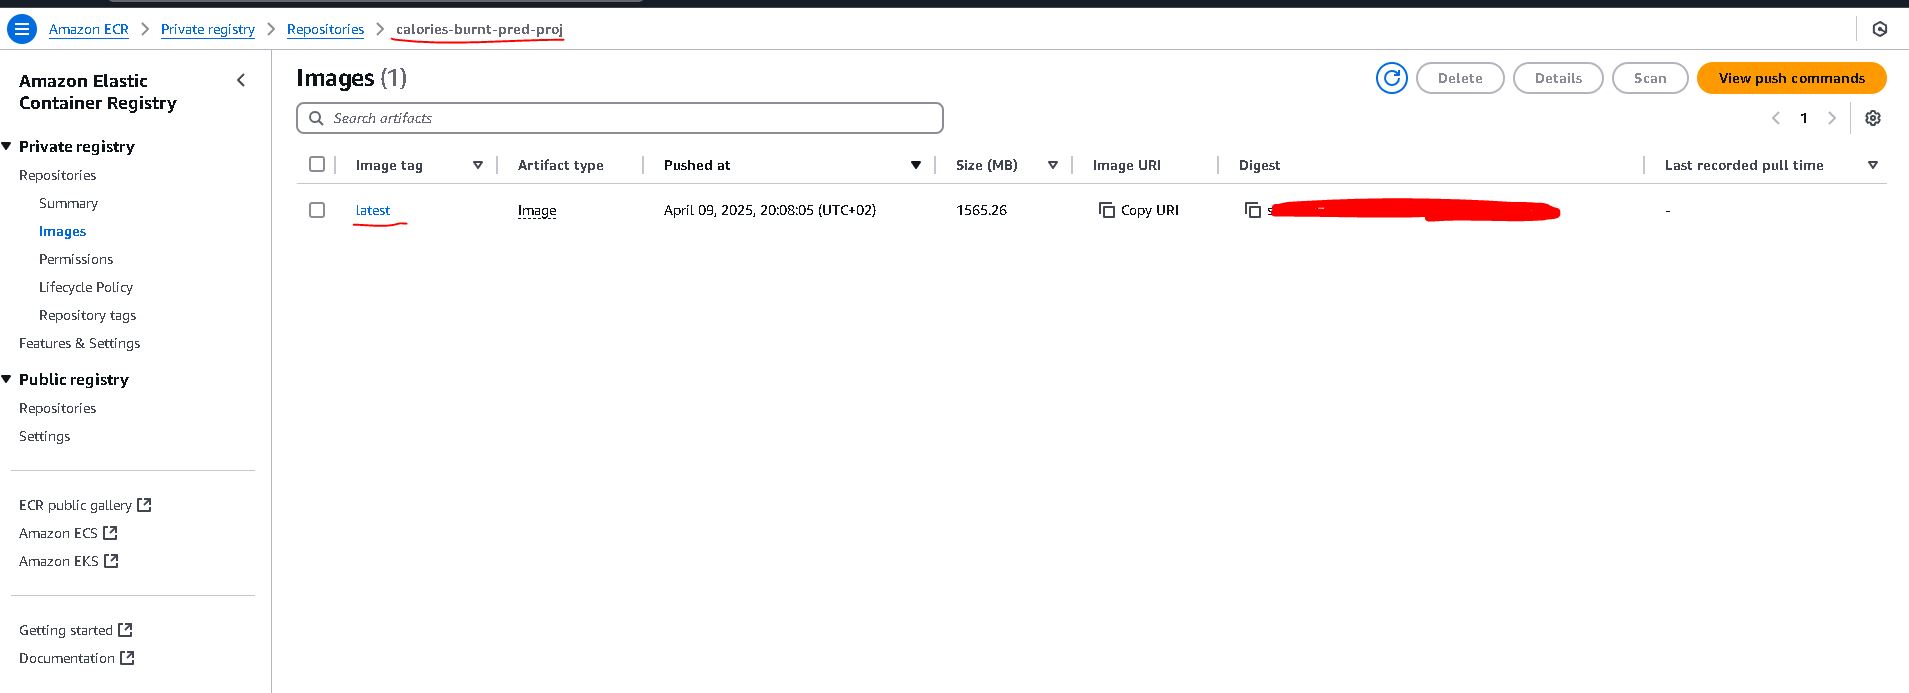 Amazon ECR > Private registry > Repositories > calories-burnt-pred-proj
Amazon Elastic
Container Registry
Private registry
Repositories
Summary
Images
Permissions
Lifecycle Policy
Repository tags
Features & Settings
Public registry
Repositories
Settings
ECR public gallery
Amazon ECS
Amazon EKS
Getting started
Documentation
Images (1)
Delete Details Scan View push commands
Search artifacts
1
Image tag Artifact type Pushed at Size (MB) Image URI Digest Last recorded pull time
latest Image April 09, 2025, 20:08:05 (UTC+02) 1565.26 Copy URI -